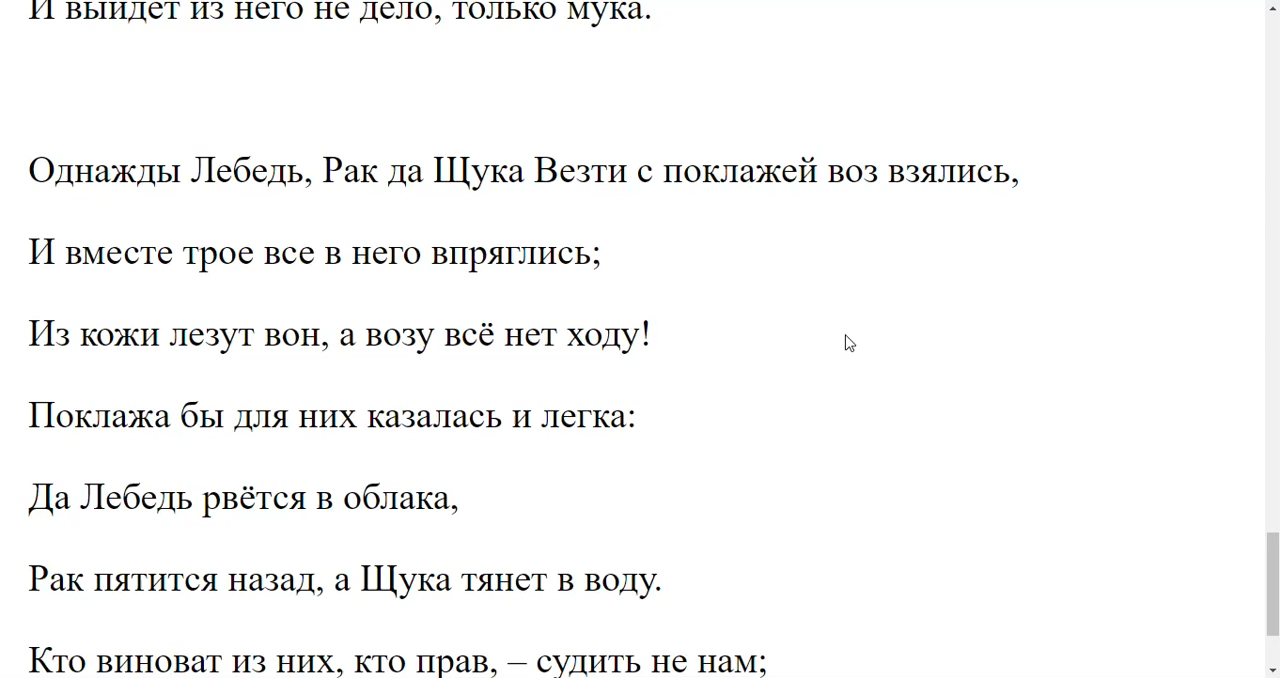 И выйдет из него не дело, только мука.
Однажды Лебедь, Рак да Щука Везти с поклажей воз взялись,
И вместе трое все в него впряглись;
Из кожи лезут вон, а возу всё нет ходу!
Поклажа бы для них казалась и легка:
Да Лебедь рвётся в облака,
Рак пятится назад, а Щука тянет в воду.
Кто виноват из них, кто прав, – судить не нам;